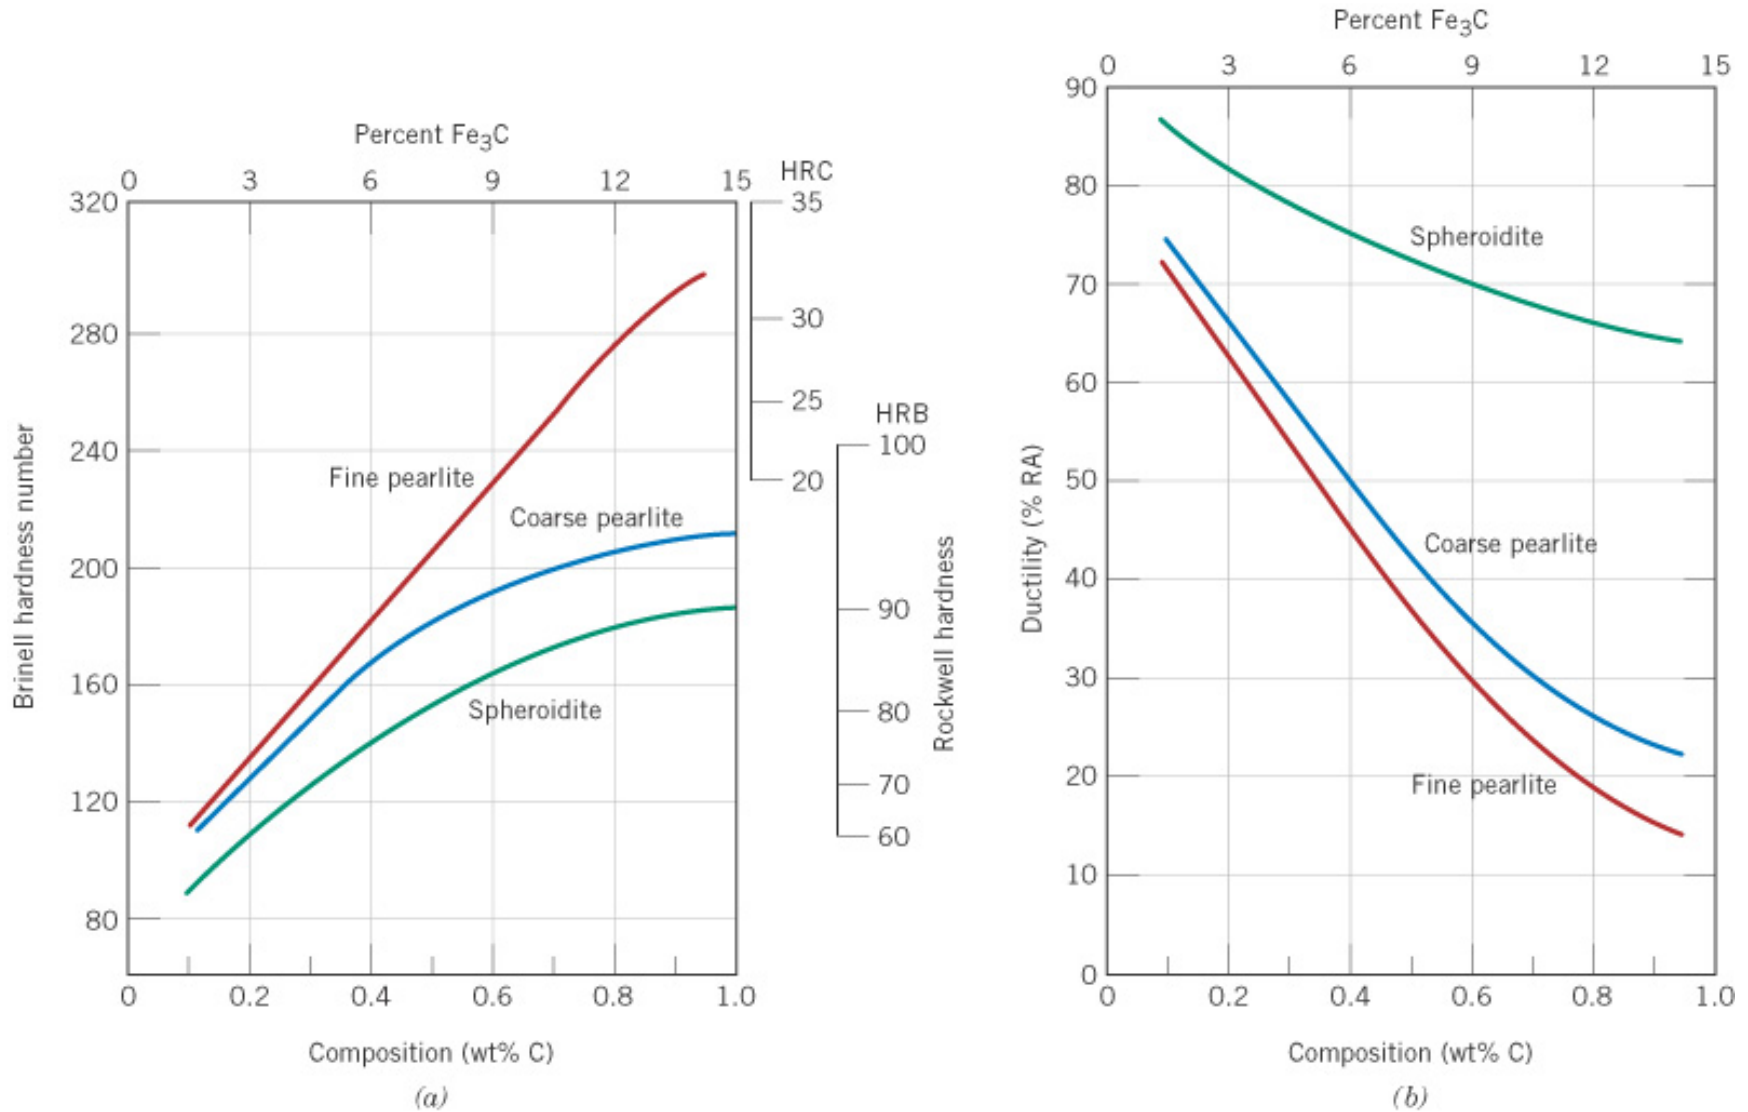 Percent Fe₃C
0 3 6 9 12 15
HRC
35
30
25
20
HRB
100
90
80
70
60
Rockwell hardness
320
280
240
200
160
120
80
Brinell hardness number
Fine pearlite
Coarse pearlite
Spheroidite
0 0.2 0.4 0.6 0.8 1.0
Composition (wt% C)
(a)
Percent Fe₃C
0 3 6 9 12 15
90
80
70
60
50
40
30
20
10
0
Ductility (% RA)
Spheroidite
Coarse pearlite
Fine pearlite
0 0.2 0.4 0.6 0.8 1.0
Composition (wt% C)
(b)